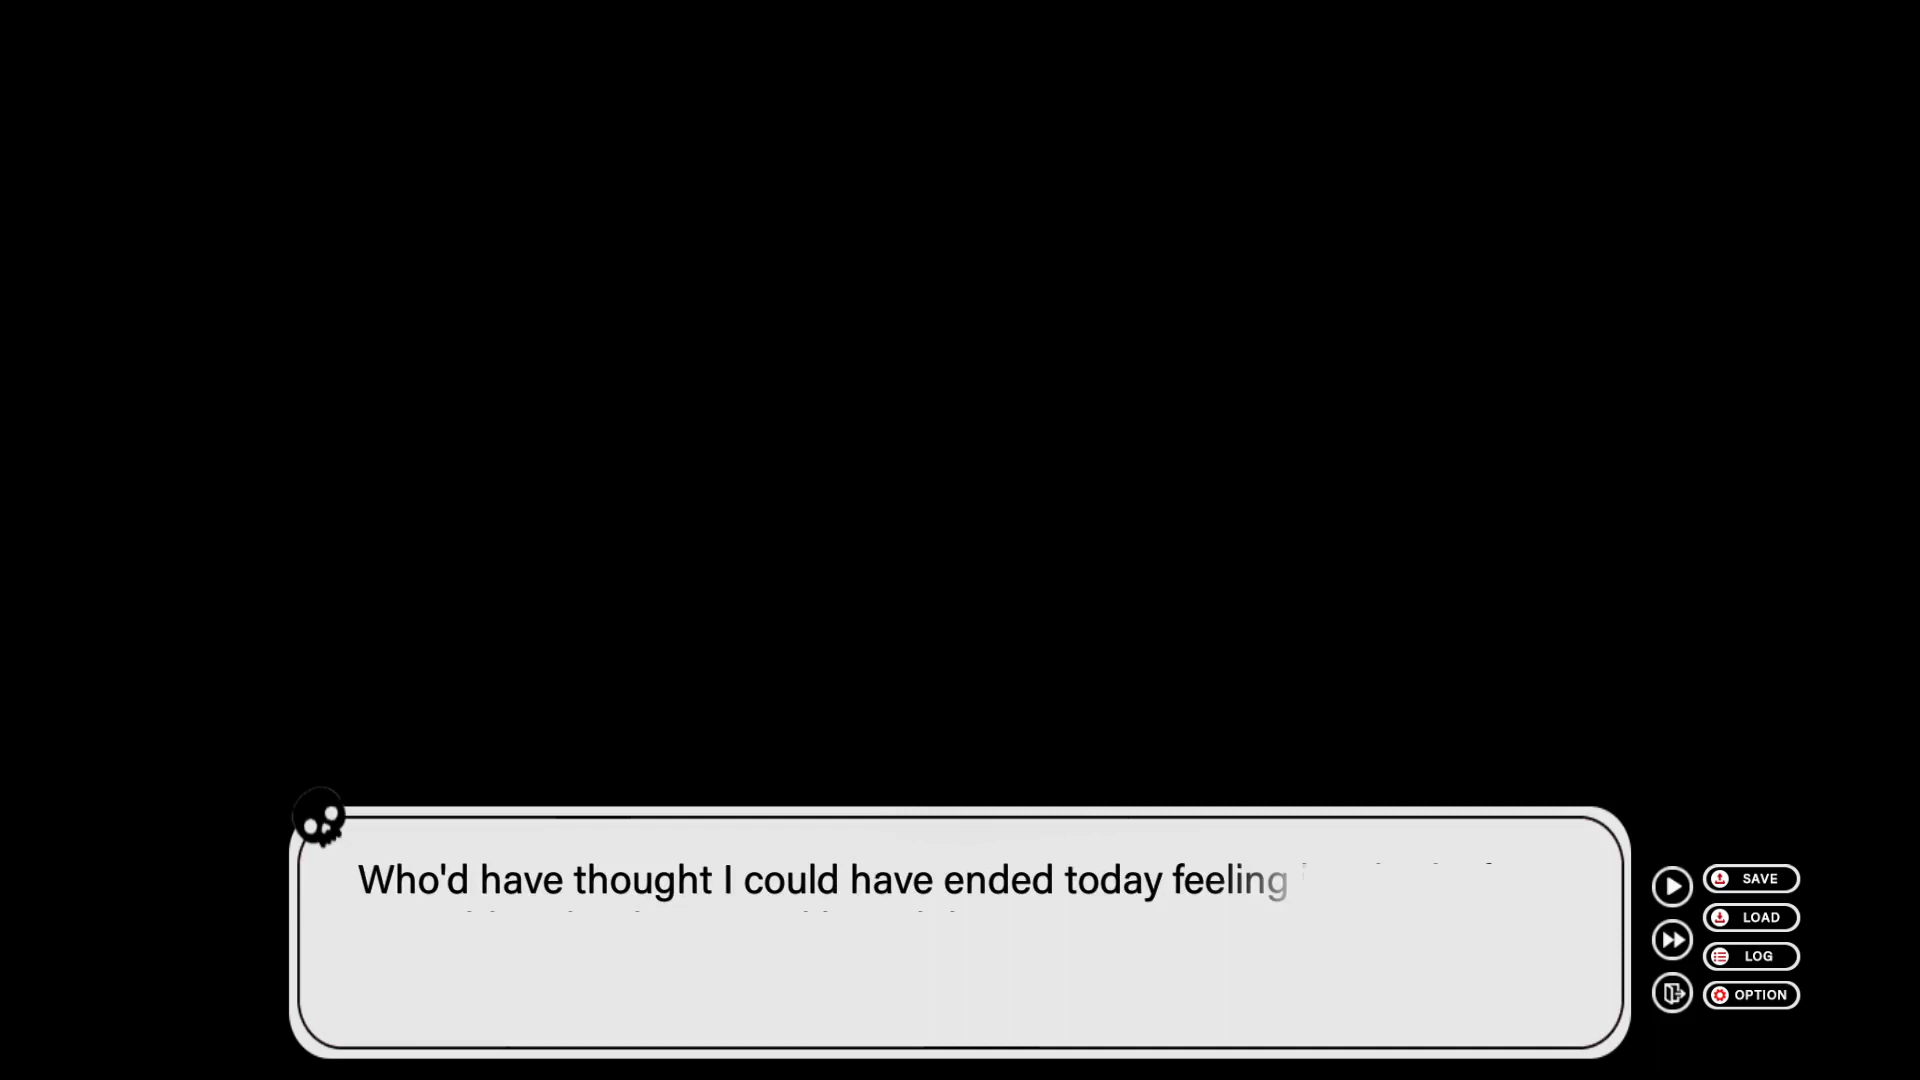 Who'd have thought I could have ended today feeling
SAVE
LOAD
LOG
OPTION